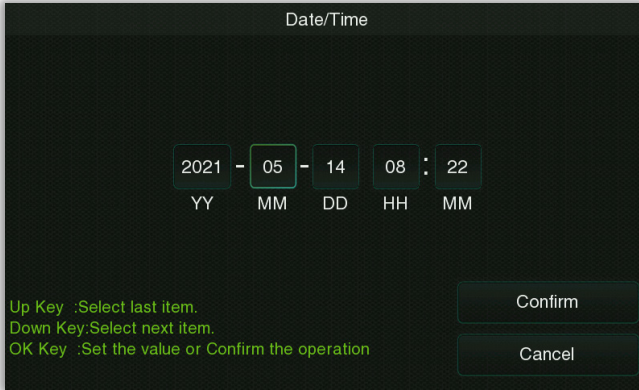 Date/Time
2021 - 05 - 14 08 : 22
YY MM DD HH MM
Up Key :Select last item.
Down Key:Select next item.
OK Key :Set the value or Confirm the operation
Confirm
Cancel